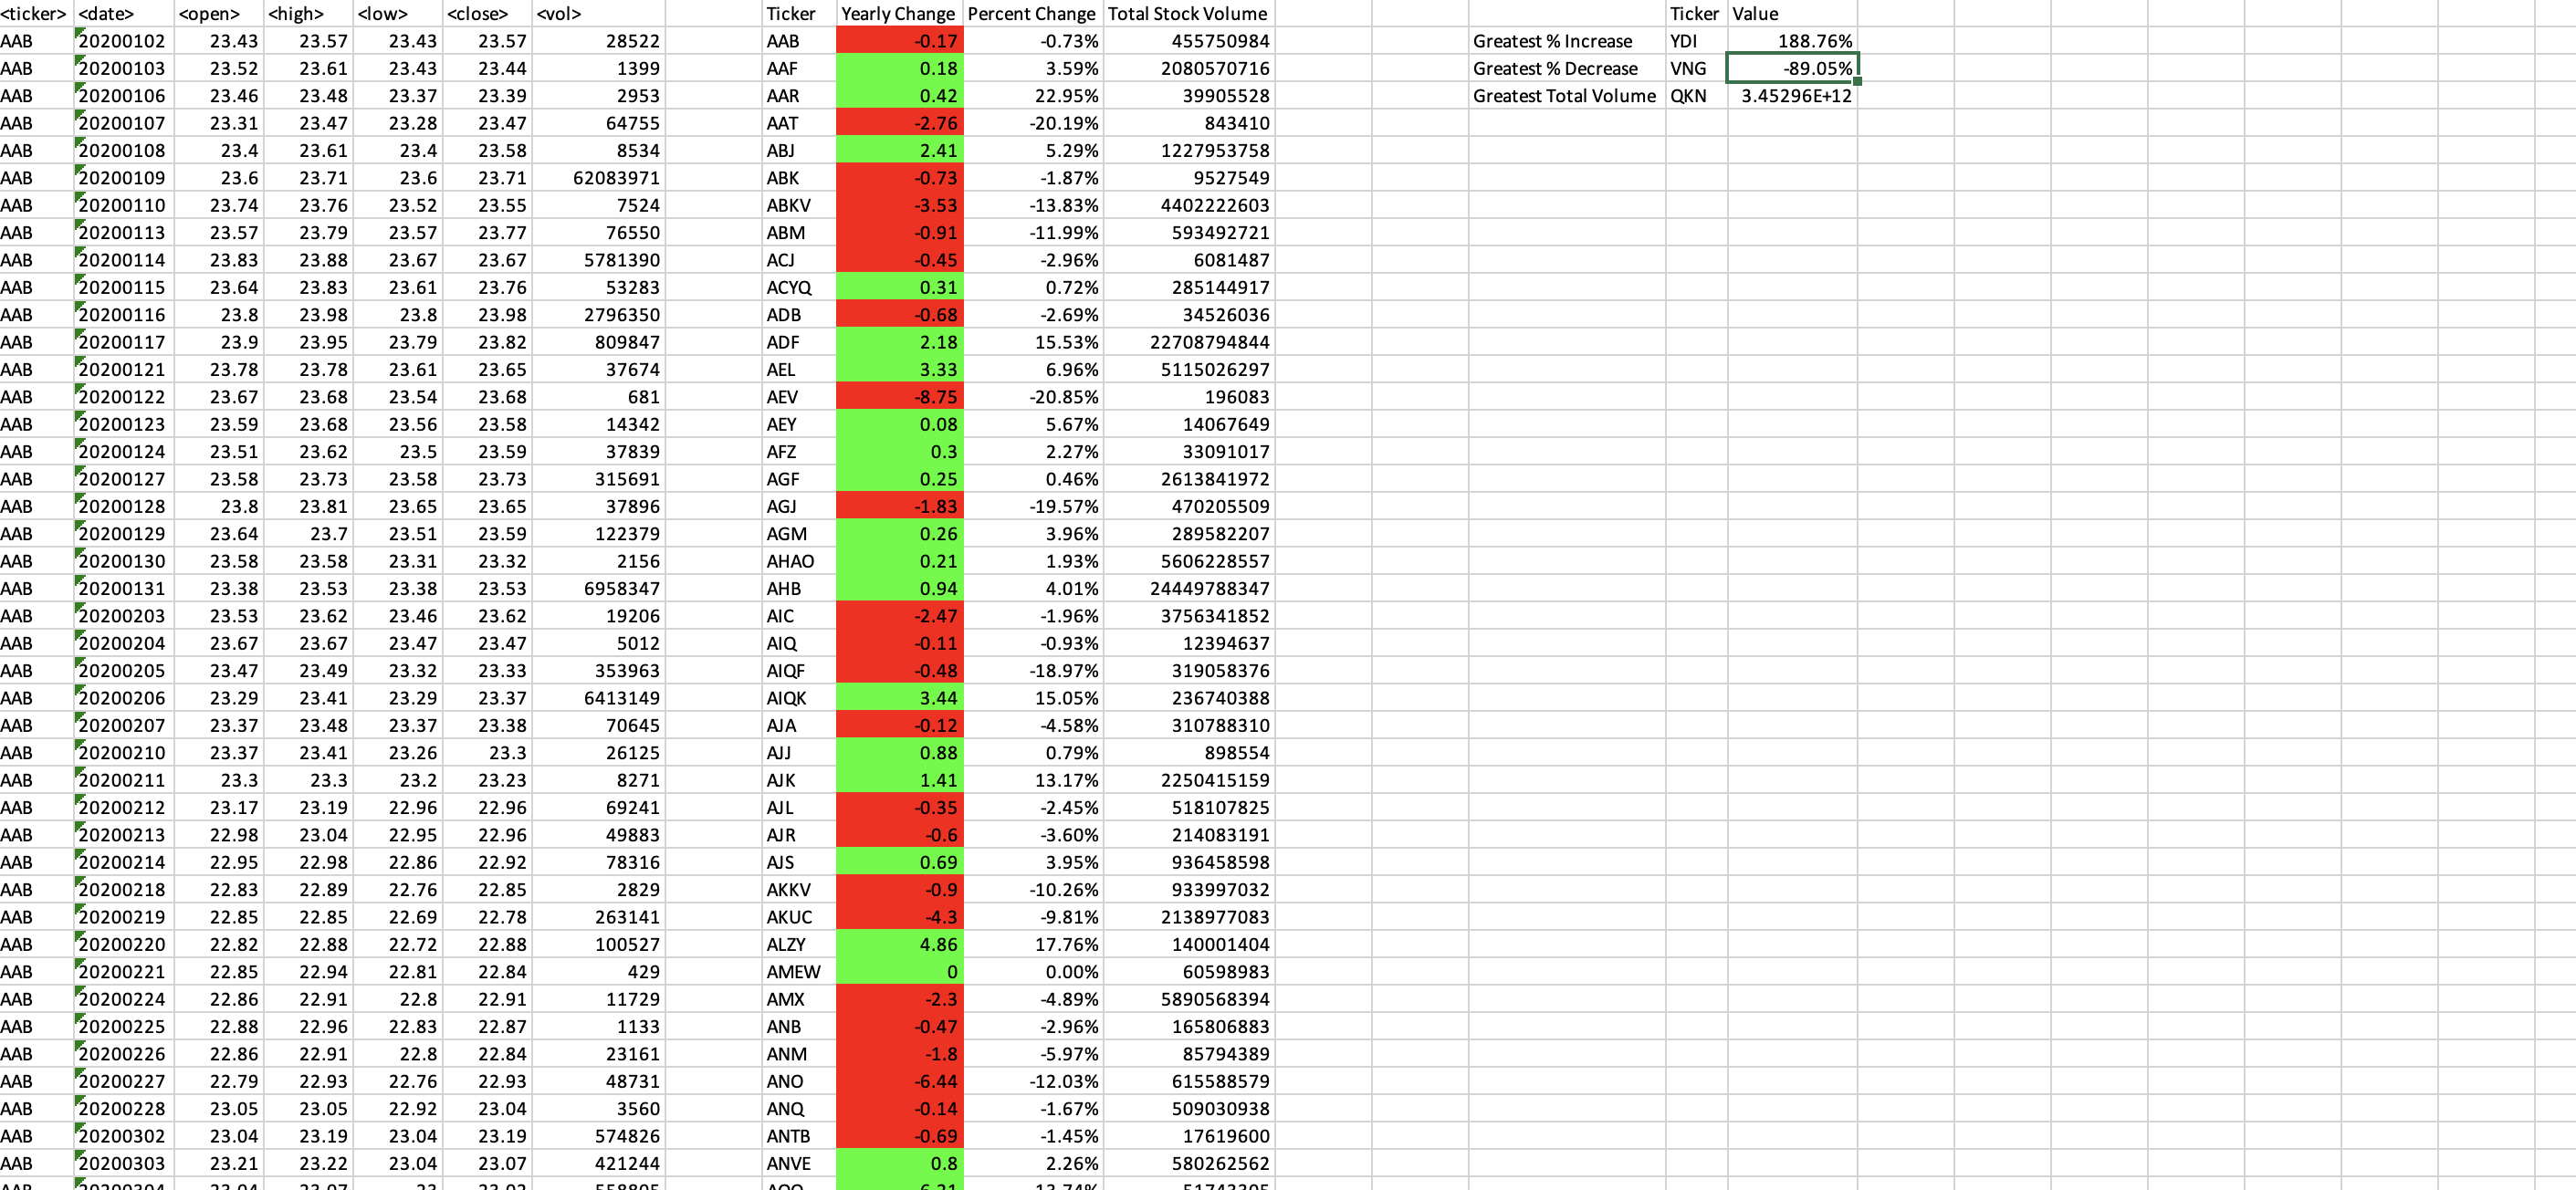 <ticker> <date> <open> <high> <low> <close> <vol> Ticker Yearly Change Percent Change Total Stock Volume Ticker Value
AAB 20200102 23.43 23.57 23.43 23.57 28522 AAB -0.17 -0.73% 455750984 Greatest % Increase YDI 188.76%
AAB 20200103 23.52 23.61 23.43 23.44 1399 AAF 0.18 3.59% 2080570716 Greatest % Decrease VNG -89.05%
AAB 20200106 23.46 23.48 23.37 23.39 2953 AAR 0.42 22.95% 39905528 Greatest Total Volume QKN 3.45296E+12
AAB 20200107 23.31 23.47 23.28 23.47 64755 AAT -2.76 -20.19% 843410
AAB 20200108 23.4 23.61 23.4 23.58 8534 ABJ 2.41 5.29% 1227953758
AAB 20200109 23.6 23.71 23.6 23.71 62083971 ABK -0.73 -1.87% 9527549
AAB 20200110 23.74 23.76 23.52 23.55 7524 ABKV -3.53 -13.83% 4402222603
AAB 20200113 23.57 23.79 23.57 23.77 76550 ABM -0.91 -11.99% 593492721
AAB 20200114 23.83 23.88 23.67 23.67 5781390 ACJ -0.45 -2.96% 6081487
AAB 20200115 23.64 23.83 23.61 23.76 53283 ACYQ 0.31 0.72% 285144917
AAB 20200116 23.8 23.98 23.8 23.98 2796350 ADB -0.68 -2.69% 34526036
AAB 20200117 23.9 23.95 23.79 23.82 809847 ADF 2.18 15.53% 22708794844
AAB 20200121 23.78 23.78 23.61 23.65 37674 AEL 3.33 6.96% 5115026297
AAB 20200122 23.67 23.68 23.54 23.68 681 AEV -8.75 -20.85% 196083
AAB 20200123 23.59 23.68 23.56 23.58 14342 AEY 0.08 5.67% 14067649
AAB 20200124 23.51 23.62 23.5 23.59 37839 AFZ 0.3 2.27% 33091017
AAB 20200127 23.58 23.73 23.58 23.73 315691 AGF 0.25 0.46% 2613841972
AAB 20200128 23.8 23.81 23.65 23.65 37896 AGJ -1.83 -19.57% 470205509
AAB 20200129 23.64 23.7 23.51 23.59 122379 AGM 0.26 3.96% 289582207
AAB 20200130 23.58 23.58 23.31 23.32 2156 AHAO 0.21 1.93% 5606228557
AAB 20200131 23.38 23.53 23.38 23.53 6958347 AHB 0.94 4.01% 24449788347
AAB 20200203 23.53 23.62 23.46 23.62 19206 AIC -2.47 -1.96% 3756341852
AAB 20200204 23.67 23.67 23.47 23.47 5012 AIQ -0.11 -0.93% 12394637
AAB 20200205 23.47 23.49 23.32 23.33 353963 AIQF -0.48 -18.97% 319058376
AAB 20200206 23.29 23.41 23.29 23.37 6413149 AIQK 3.44 15.05% 236740388
AAB 20200207 23.37 23.48 23.37 23.38 70645 AJA -0.12 -4.58% 310788310
AAB 20200210 23.37 23.41 23.26 23.3 26125 AJJ 0.88 0.79% 898554
AAB 20200211 23.3 23.3 23.2 23.23 8271 AJK 1.41 13.17% 2250415159
AAB 20200212 23.17 23.19 22.96 22.96 69241 AJL -0.35 -2.45% 518107825
AAB 20200213 22.98 23.04 22.95 22.96 49883 AJR -0.6 -3.60% 214083191
AAB 20200214 22.95 22.98 22.86 22.92 78316 AJS 0.69 3.95% 936458598
AAB 20200218 22.83 22.89 22.76 22.85 2829 AKKV -0.9 -10.26% 933997032
AAB 20200219 22.85 22.85 22.69 22.78 263141 AKUC -4.3 -9.81% 2138977083
AAB 20200220 22.82 22.88 22.72 22.88 100527 ALZY 4.86 17.76% 140001404
AAB 20200221 22.85 22.94 22.81 22.84 429 AMEW 0 0.00% 60598983
AAB 20200224 22.86 22.91 22.8 22.91 11729 AMX -2.3 -4.89% 5890568394
AAB 20200225 22.88 22.96 22.83 22.87 1133 ANB -0.47 -2.96% 165806883
AAB 20200226 22.86 22.91 22.8 22.84 23161 ANM -1.8 -5.97% 85794389
AAB 20200227 22.79 22.93 22.76 22.93 48731 ANO -6.44 -12.03% 615588579
AAB 20200228 23.05 23.05 22.92 23.04 3560 ANQ -0.14 -1.67% 509030938
AAB 20200302 23.04 23.19 23.04 23.19 574826 ANTB -0.69 -1.45% 17619600
AAB 20200303 23.21 23.22 23.04 23.07 421244 ANVE 0.8 2.26% 580262562